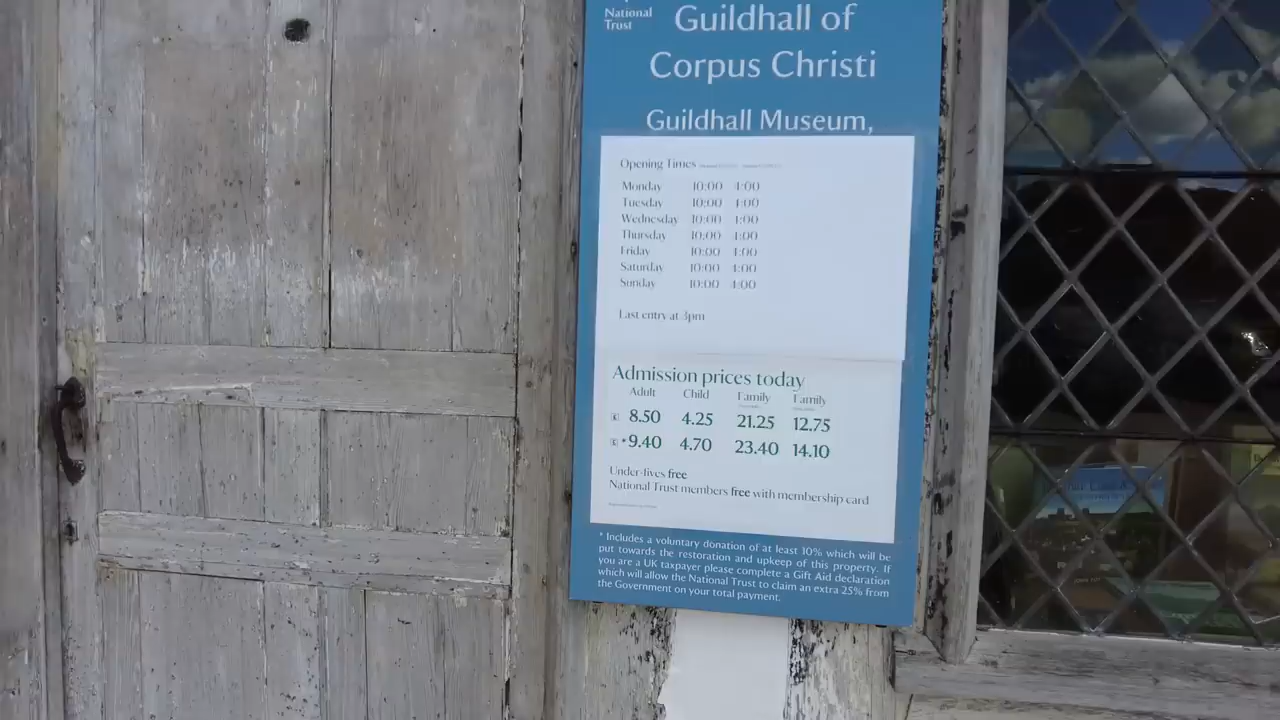 National
Trust
Guildhall of
Corpus Christi
Guildhall Museum,
Opening Times
Monday 10:00 4:00
Tuesday 10:00 4:00
Wednesday 10:00 4:00
Thursday 10:00 4:00
Friday 10:00 4:00
Saturday 10:00 4:00
Sunday 10:00 4:00
Last entry at 3pm
Admission prices today
Adult Child Family Family
£ 8.50 4.25 21.25 12.75
£ *9.40 4.70 23.40 14.10
Under-fives free
National Trust members free with membership card
* Includes a voluntary donation of at least 10% which will be
put towards the restoration and upkeep of this property. If
you are a UK taxpayer please complete a Gift Aid declaration
which will allow the National Trust to claim an extra 25% from
the Government on your total payment.